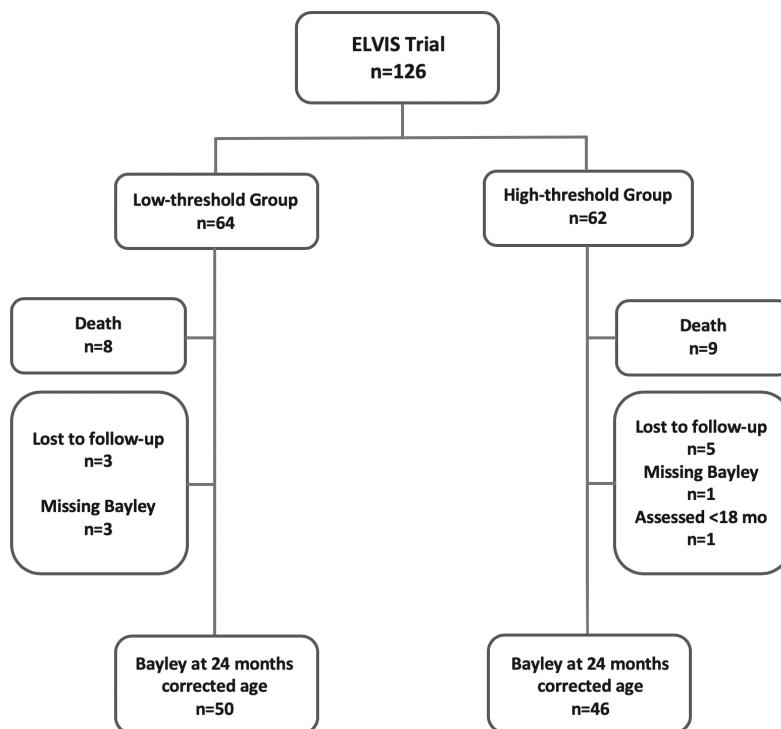 ELVIS Trial
n=126
Low-threshold Group
n=64
High-threshold Group
n=62
Death
n=8
Death
n=9
Lost to follow-up
n=3
Missing Bayley
n=3
Lost to follow-up
n=5
Missing Bayley
n=1
Assessed <18 mo
n=1
Bayley at 24 months
corrected age
n=50
Bayley at 24 months
corrected age
n=46